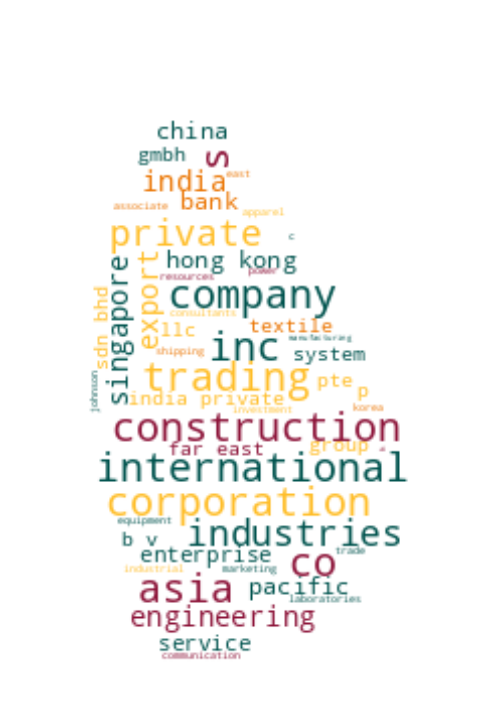 china
gmbh
s
india
east
bank
associate
apparel
private
c
hong kong
singapore
export
power
resources
company
sdn bhd
consultants
llc
textile
inc
manufacturing
shipping
system
trading
pte
johnson
india private
p
investment
korea
construction
far east
group
international
corporation
equipment
industries
b v
enterprise
trade
co
industrial
marketing
asia
pacific
laboratories
engineering
service
communication